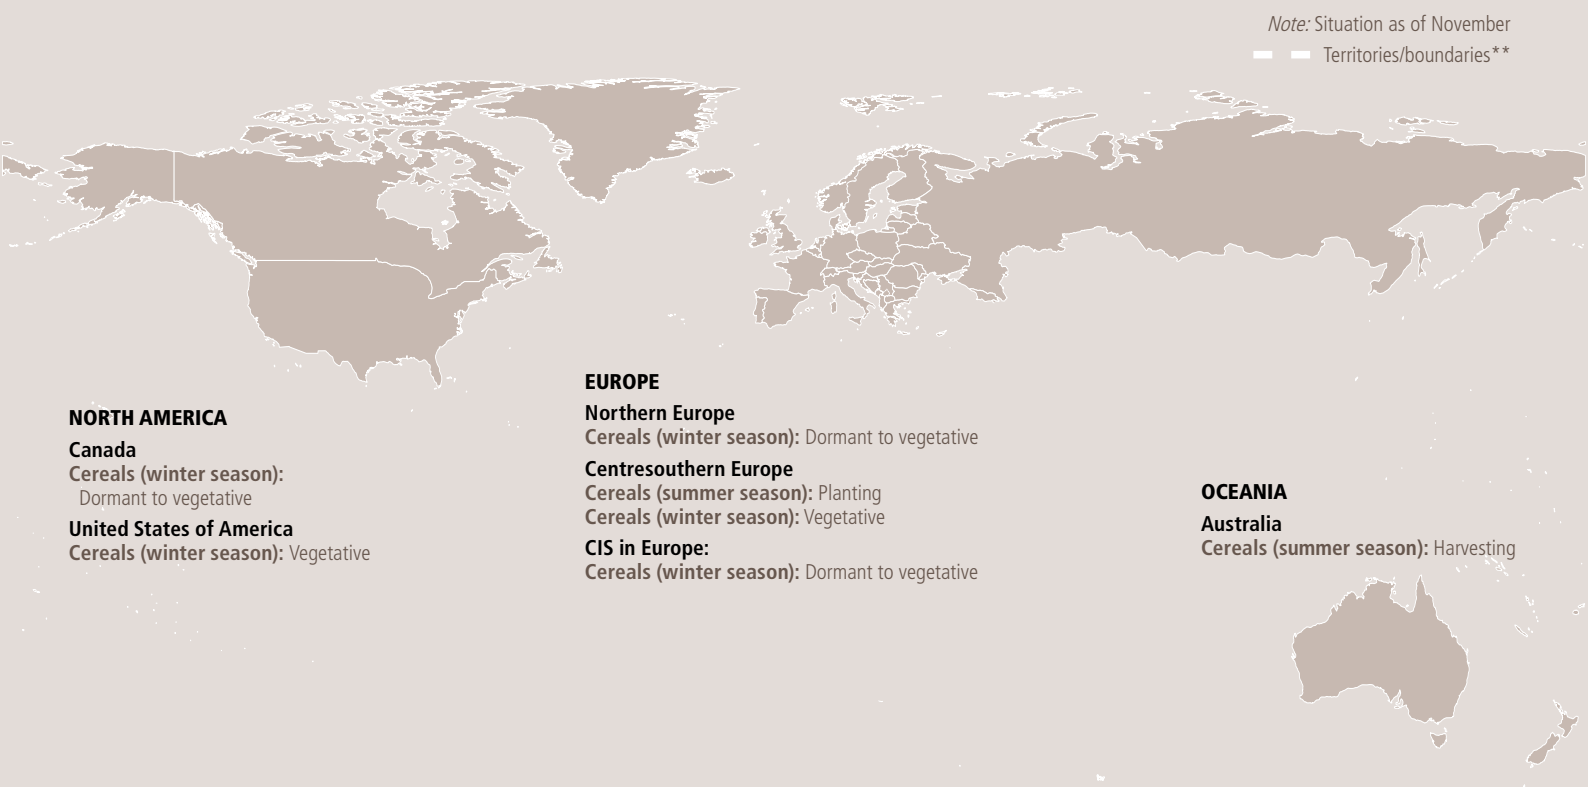 Note: Situation as of November
Territories/boundaries**
NORTH AMERICA
Canada
Cereals (winter season):
Dormant to vegetative
United States of America
Cereals (winter season): Vegetative
EUROPE
Northern Europe
Cereals (winter season): Dormant to vegetative
Centresouthern Europe
Cereals (summer season): Planting
Cereals (winter season): Vegetative
CIS in Europe:
Cereals (winter season): Dormant to vegetative
OCEANIA
Australia
Cereals (summer season): Harvesting